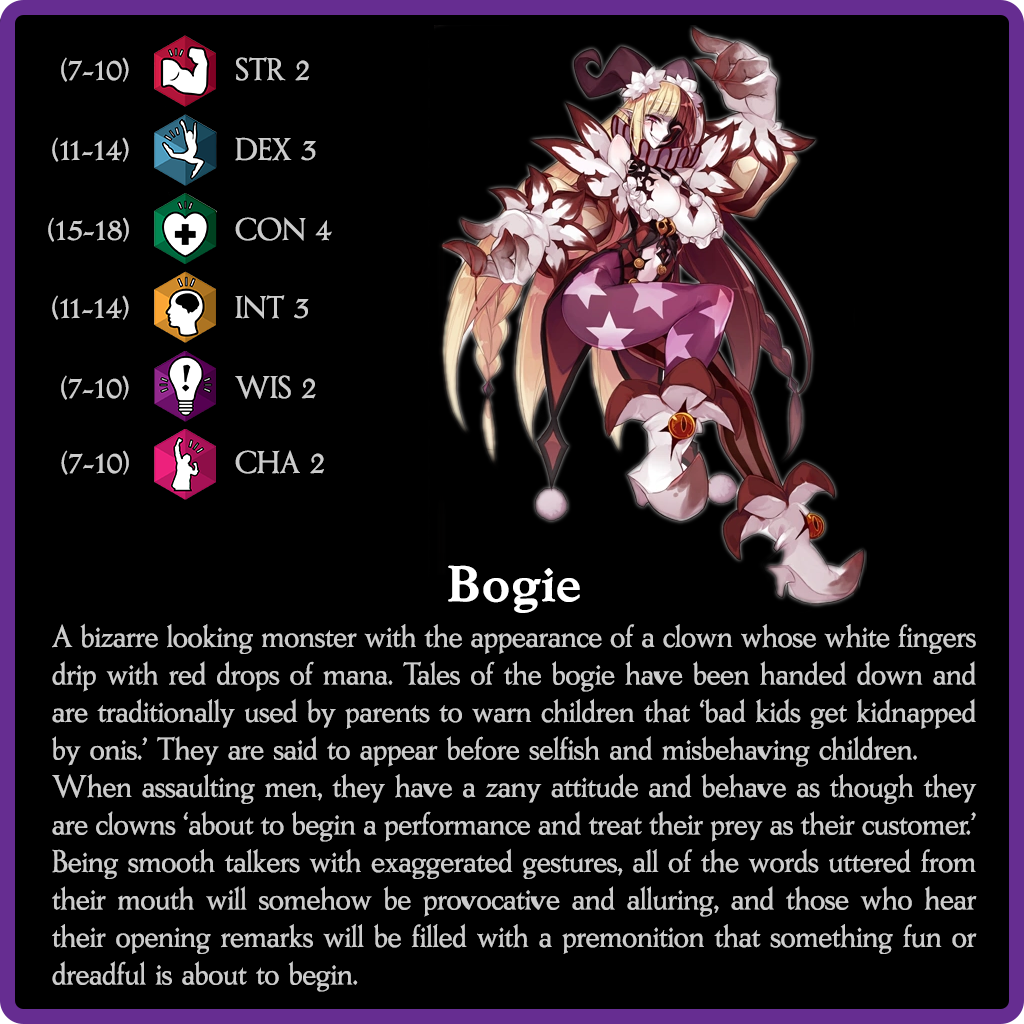 (7-10) STR 2
(11-14) DEX 3
(15-18) CON 4
(11-14) INT 3
(7-10) WIS 2
(7-10) CHA 2
Bogie
A bizarre looking monster with the appearance of a clown whose white fingers
drip with red drops of mana. Tales of the bogie have been handed down and
are traditionally used by parents to warn children that ‘bad kids get kidnapped
by onis.’ They are said to appear before selfish and misbehaving children.
When assaulting men, they have a zany attitude and behave as though they
are clowns ‘about to begin a performance and treat their prey as their customer.’
Being smooth talkers with exaggerated gestures, all of the words uttered from
their mouth will somehow be provocative and alluring, and those who hear
their opening remarks will be filled with a premonition that something fun or
dreadful is about to begin.